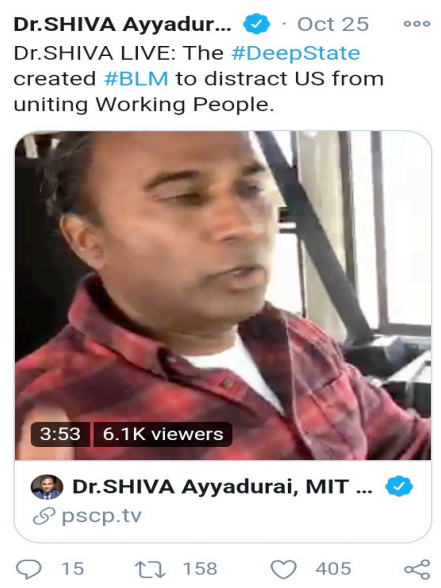 Dr.SHIVA Ayyadur... · Oct 25
Dr.SHIVA LIVE: The #DeepState
created #BLM to distract US from
uniting Working People.
3:53 6.1K viewers
Dr.SHIVA Ayyadurai, MIT ...
pscp.tv
15 158 405